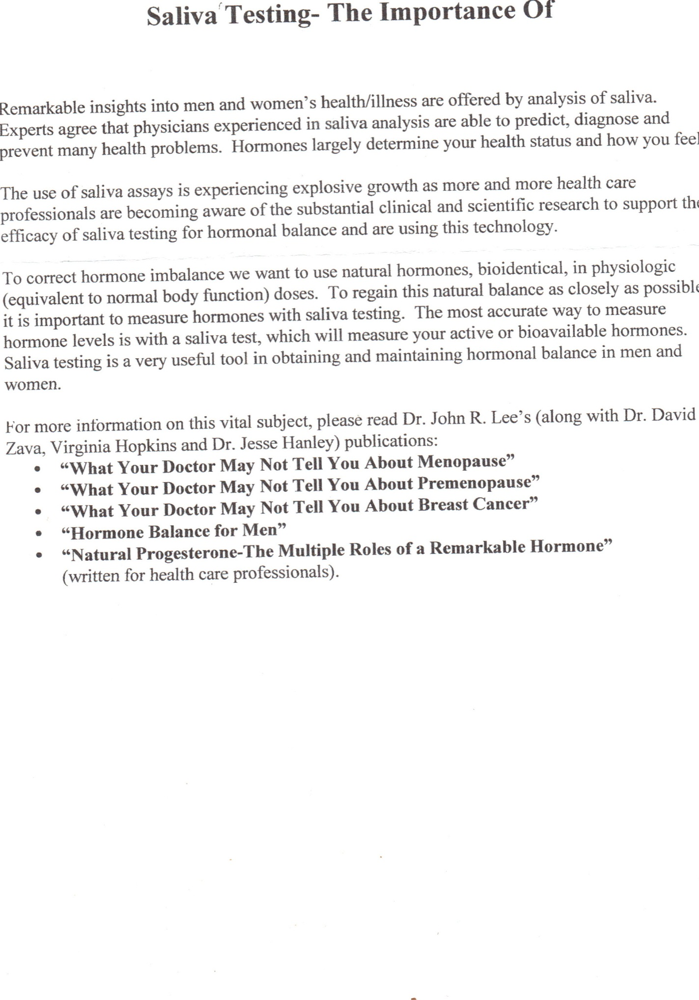 Saliva Testing- The Importance Of
Remarkable insights into men and women's health/illness are offered by analysis of saliva.
Experts agree that physicians experienced in saliva analysis are able to predict, diagnose and
prevent many health problems.  Hormones largely determine your health status and how you feel
The use of saliva assays is experiencing explosive growth as more and more health care
professionals are becoming aware of the substantial clinical and scientific research to support the
efficacy of saliva testing for hormonal balance and are using this technology.
To correct hormone imbalance we want to use natural hormones, bioidentical, in physiologic
(equivalent to normal body function) doses.  To regain this natural balance as closely as possible
it is important to measure hormones with saliva testing.  The most accurate way to measure
hormone levels is with a saliva test, which will measure your active or bioavailable hormones.
Saliva testing is a very useful tool in obtaining and maintaining hormonal balance in men and
women.
For more information on this vital subject, please read Dr. John R. Lee's (along with Dr. David
Zava, Virginia Hopkins and Dr. Jesse Hanley) publications:
• “What Your Doctor May Not Tell You About Menopause”
• “What Your Doctor May Not Tell You About Premenopause”
• “What Your Doctor May Not Tell You About Breast Cancer”
• “Hormone Balance for Men”
• “Natural Progesterone-The Multiple Roles of a Remarkable Hormone”
(written for health care professionals).